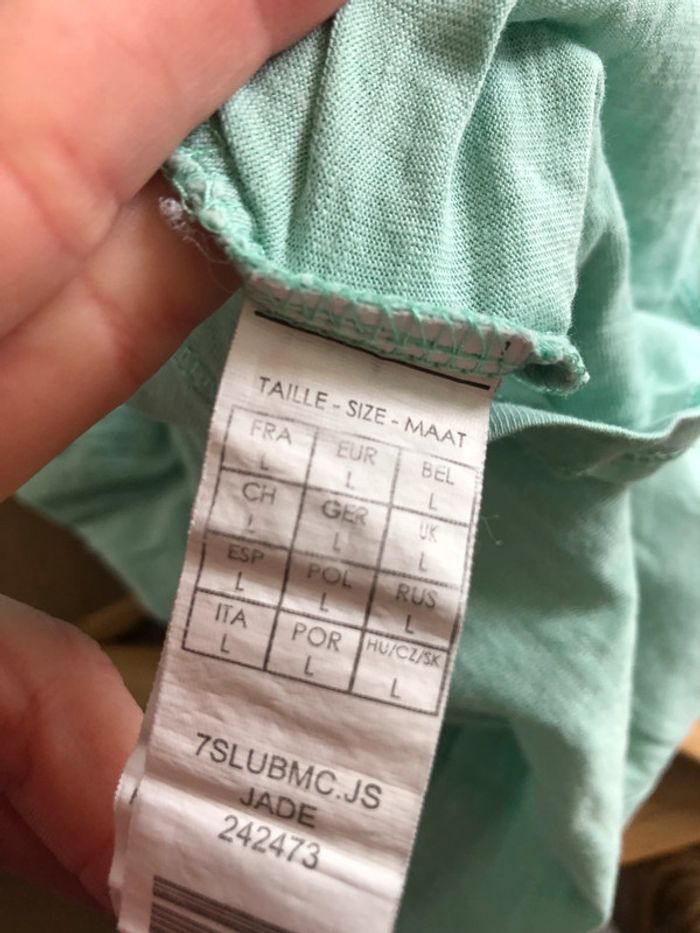 TAILLE - SIZE - MAAT
FRA EUR BEL
L L L
CH GER UK
L L L
ESP POL RUS
L L L
ITA POR HU/CZ/SK
L L L
7SLUBMC.JS
JADE
242473